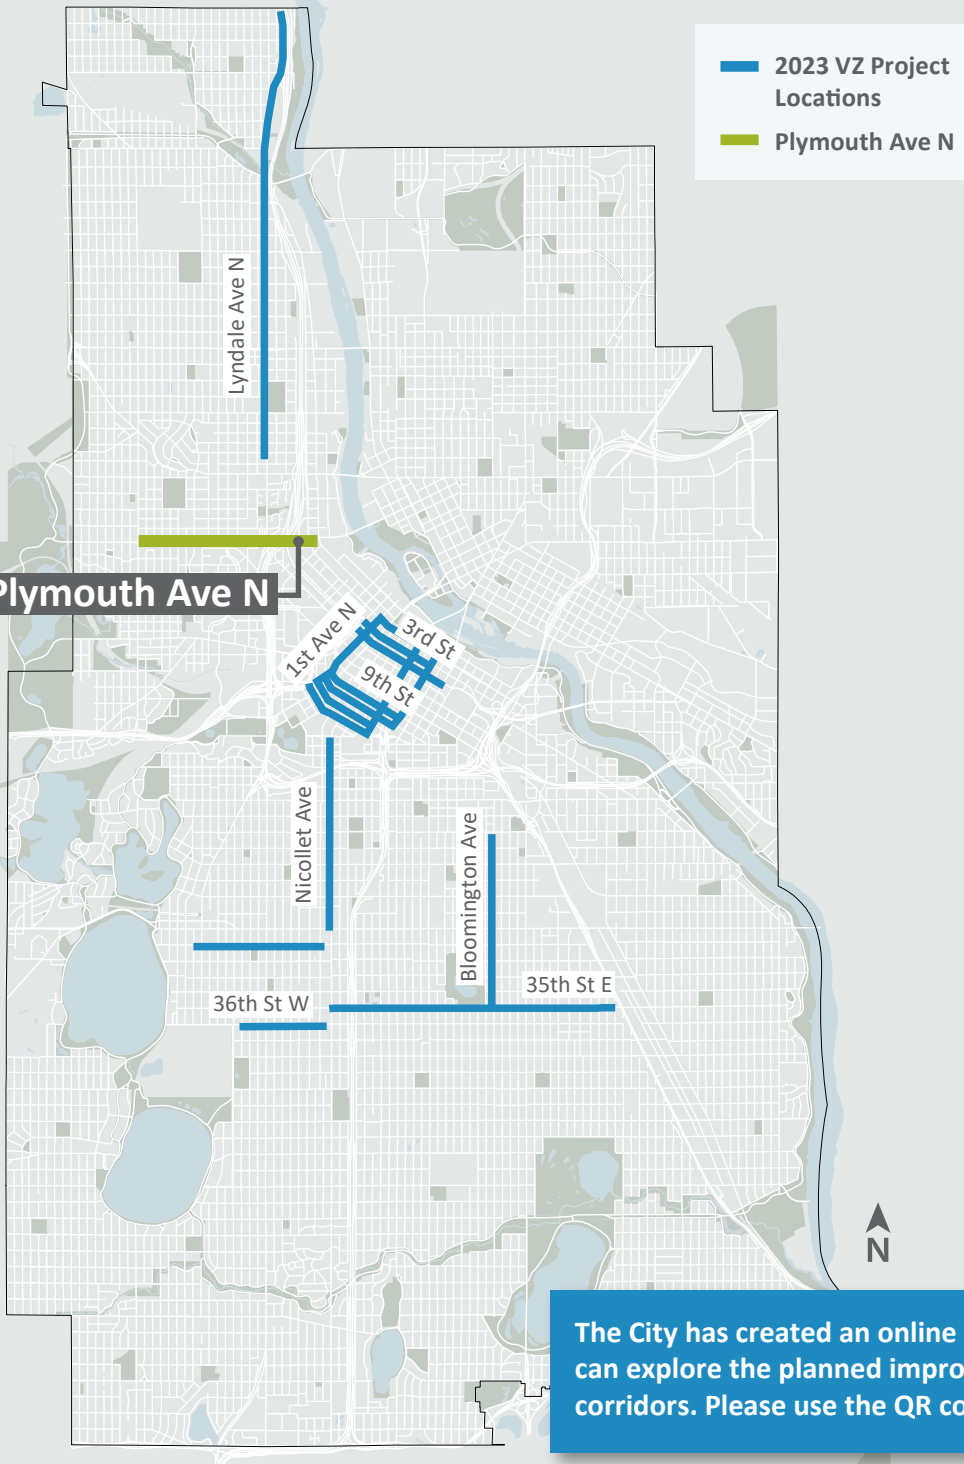 2023 VZ Project
Locations
Plymouth Ave N
Lyndale Ave N
Plymouth Ave N
1st Ave N
3rd St
9th St
Nicollet Ave
Bloomington Ave
35th St E
36th St W
N
The City has created an online
can explore the planned impro
corridors. Please use the QR co